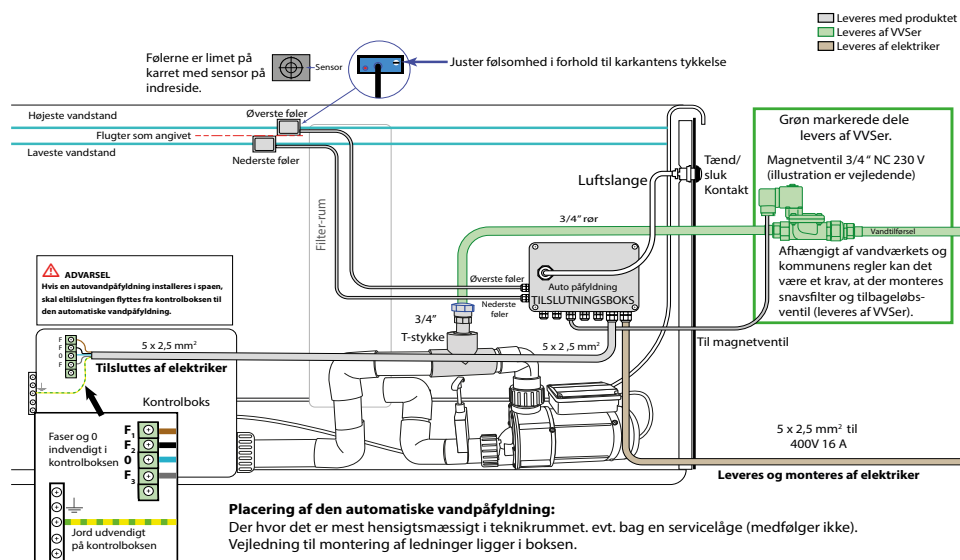 Leveres med produktet
Leveres af VVSer
Leveres af elektriker
Følerne er limet på
karret med sensor på
indreside.
Sensor
Juster følsomhed i forhold til karkantens tykkelse
Højeste vandstand
Øverste føler
Flugter som angivet
Laveste vandstand
Nederste føler
Filter-rum
Luftslange
Tænd/
sluk
Kontakt
Grøn markerede dele
levers af VVSer.
Magnetventil 3/4” NC 230 V
(illustration er vejledende)
3/4” rør
Vandtilførsel
Afhængigt af vandværkets og
kommunens regler kan det
være et krav, at der monteres
snavsfilter og tilbageløbs-
ventil (leveres af VVSer).
ADVARSEL
Hvis en autovandpåfyldning installeres i spaen,
skal eltilslutningen flyttes fra kontrolboksen til
den automatiske vandpåfyldning.
Øverste føler
Auto påfyldning
TILSLUTNINGSBOKS
Nederste
føler
3/4”
T-stykke
Til magnetventil
F
F
0
F
5 x 2,5 mm²
5 x 2,5 mm²
Tilsluttes af elektriker
Kontrolboks
Faser og 0
indvendigt i
kontrolboksen
F1
F2
0
F3
Jord udvendigt
på kontrolboksen
5 x 2,5 mm² til
400V 16 A
Leveres og monteres af elektriker
Placering af den automatiske vandpåfyldning:
Der hvor det er mest hensigtsmæssigt i teknikrummet. evt. bag en servicelåge (medfølger ikke).
Vejledning til montering af ledninger ligger i boksen.